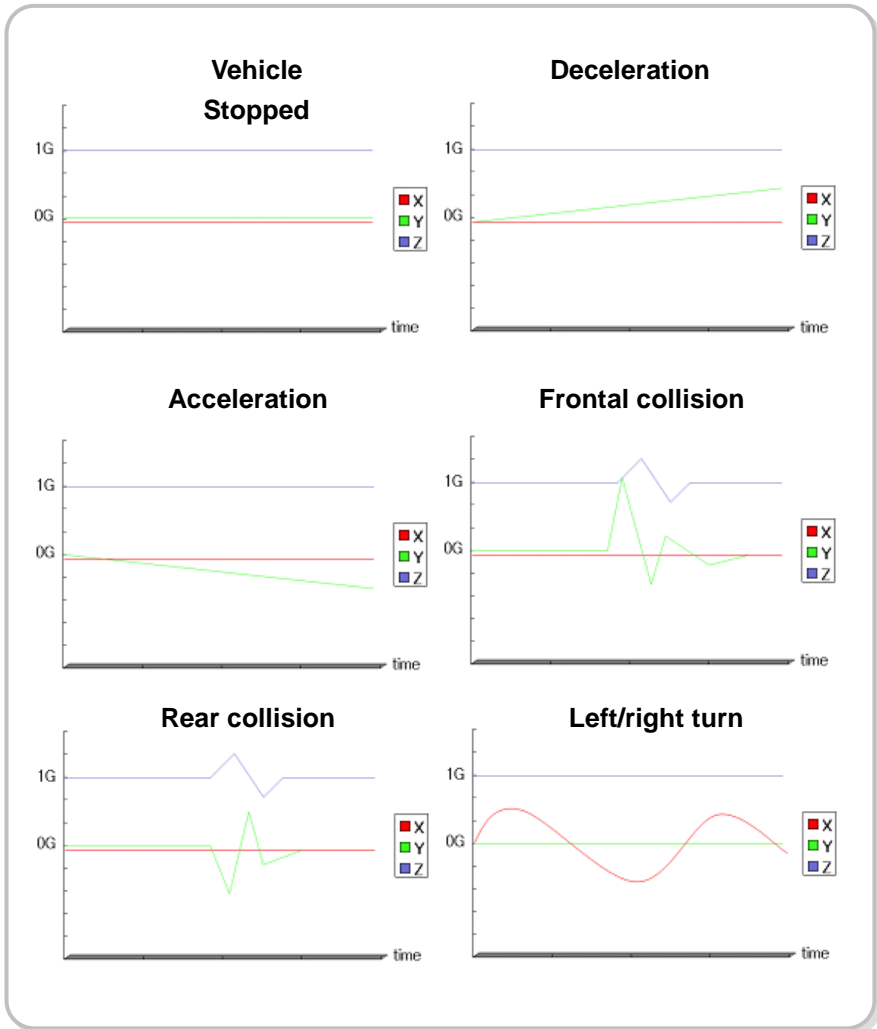 Vehicle
Stopped
1G
0G
X
Y
Z
time
Deceleration
1G
0G
X
Y
Z
time
Acceleration
1G
0G
X
Y
Z
time
Frontal collision
1G
0G
X
Y
Z
time
Rear collision
1G
0G
X
Y
Z
time
Left/right turn
1G
0G
X
Y
Z
time